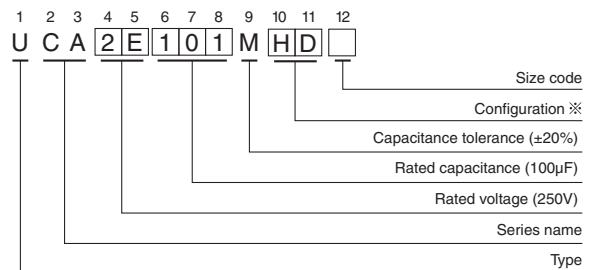 1 2 3 4 5 6 7 8 9 10 11 12
U C A 2 E 1 0 1 M H D
Size code
Configuration ※
Capacitance tolerance (±20%)
Rated capacitance (100µF)
Rated voltage (250V)
Series name
Type